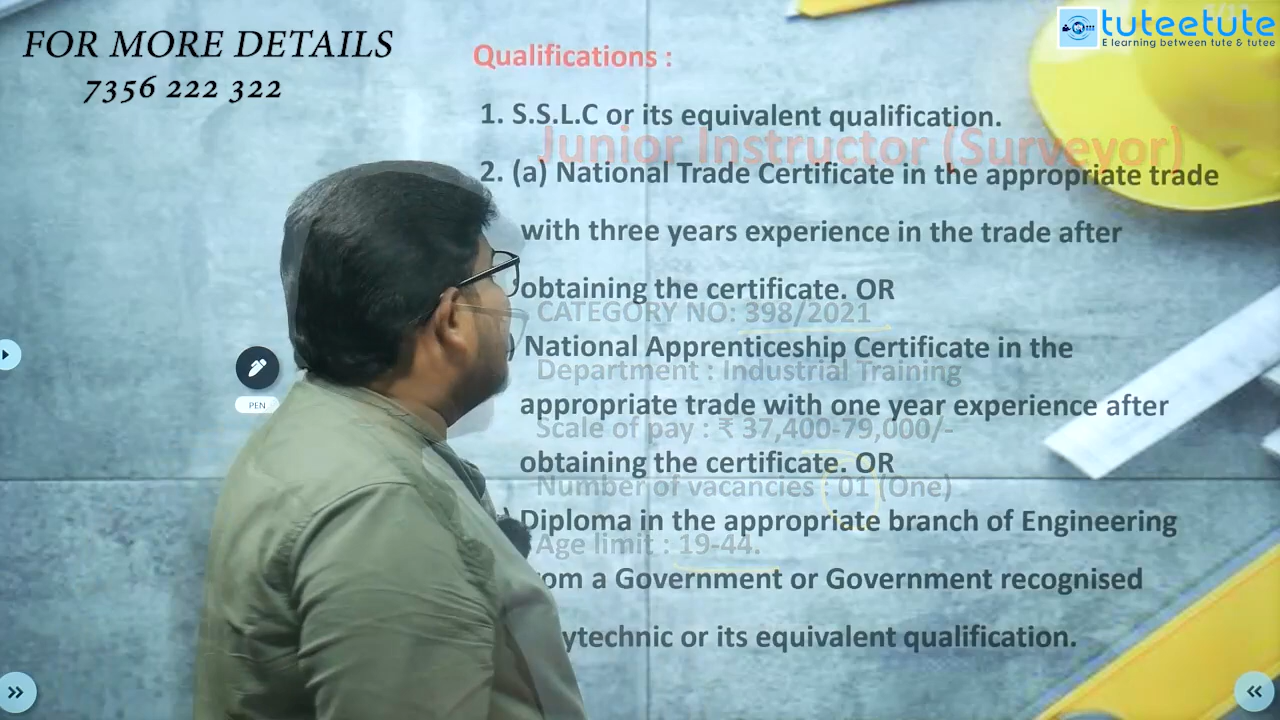 FOR MORE DETAILS
7356 222 322
tuteetute
E learning between tute & tutee
Qualifications :
1. S.S.L.C or its equivalent qualification.
Junior Instructor (Surveyor)
2. (a) National Trade Certificate in the appropriate trade
with three years experience in the trade after
obtaining the certificate. OR
CATEGORY NO: 398/2021
) National Apprenticeship Certificate in the
Department : Industrial Training
appropriate trade with one year experience after
Scale of pay : ₹ 37,400-79,000/-
obtaining the certificate. OR
Number of vacancies : 01 (One)
Diploma in the appropriate branch of Engineering
Age limit : 19-44.
om a Government or Government recognised
ytechnic or its equivalent qualification.
PEN